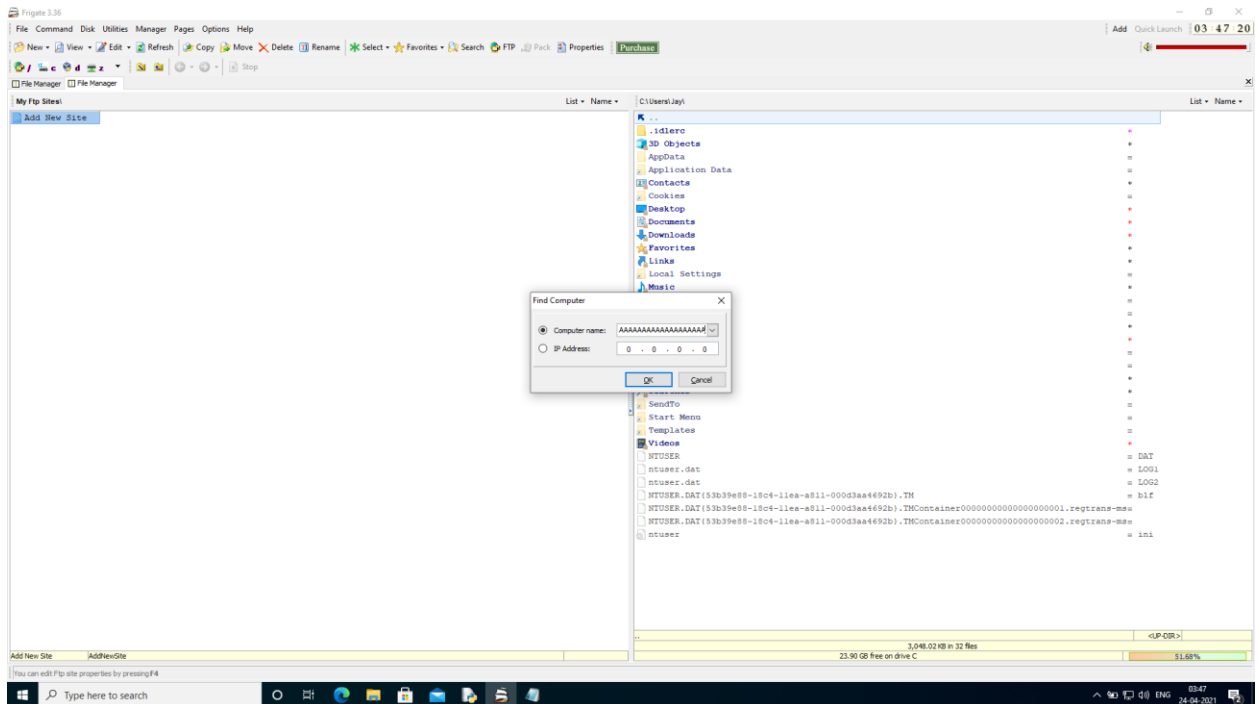 Frigate 3.36
File Command Disk Utilities Manager Pages Options Help
Add Quick Launch 03 47 20
New View Edit Refresh Copy Move Delete Rename Select Favorites Search FTP Pack Properties Purchase
/ c d z Stop
File Manager File Manager
My Ftp Sites\ List Name
C:\Users\Jay\ List Name
Add New Site
..
.idlerc
3D Objects
AppData
Application Data
Contacts
Cookies
Desktop
Documents
Downloads
Favorites
Links
Local Settings
Music
Find Computer
Computer name: AAAAAAAAAAAAAAAAAA
IP Address: 0 . 0 . 0 . 0
OK Cancel
SendTo
Start Menu
Templates
Videos
NTUSER = DAT
ntuser.dat = LOG1
ntuser.dat = LOG2
NTUSER.DAT{53b39e88-18c4-11ea-a811-000d3aa4692b}.TM = blf
NTUSER.DAT{53b39e88-18c4-11ea-a811-000d3aa4692b}.TMContainer00000000000000000001.regtrans-ms=
NTUSER.DAT{53b39e88-18c4-11ea-a811-000d3aa4692b}.TMContainer00000000000000000002.regtrans-ms=
ntuser = ini
.. <UP-DIR>
3,048.02 KB in 32 files
Add New Site AddNewSite
23.90 GB free on drive C 51.68%
You can edit Ftp site properties by pressing F4
Type here to search
ENG 03:47
24-04-2021